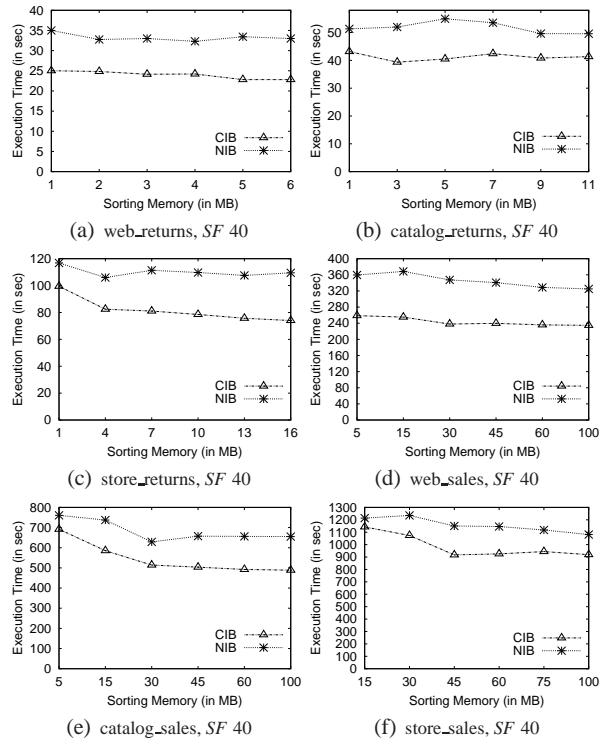 40
35
30
25
20
15
10
5
0
Execution Time (in sec)
CIB
NIB
1 2 3 4 5 6
Sorting Memory (in MB)
(a) web_returns, SF 40
50
40
30
20
10
0
Execution Time (in sec)
CIB
NIB
1 3 5 7 9 11
Sorting Memory (in MB)
(b) catalog_returns, SF 40
120
100
80
60
40
20
0
Execution Time (in sec)
CIB
NIB
1 4 7 10 13 16
Sorting Memory (in MB)
(c) store_returns, SF 40
400
360
320
280
240
200
160
120
80
40
0
Execution Time (in sec)
CIB
NIB
5 15 30 45 60 100
Sorting Memory (in MB)
(d) web_sales, SF 40
800
700
600
500
400
300
200
100
0
Execution Time (in sec)
CIB
NIB
5 15 30 45 60 100
Sorting Memory (in MB)
(e) catalog_sales, SF 40
1300
1200
1100
1000
900
800
700
600
500
400
300
200
100
0
Execution Time (in sec)
CIB
NIB
15 30 45 60 75 100
Sorting Memory (in MB)
(f) store_sales, SF 40